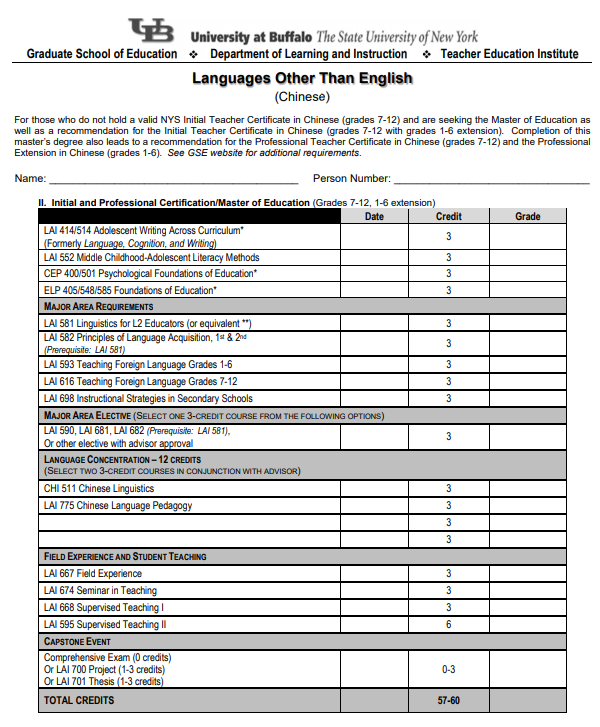 UB University at Buffalo The State University of New York
Graduate School of Education ❖ Department of Learning and Instruction ❖ Teacher Education Institute
Languages Other Than English
(Chinese)
For those who do not hold a valid NYS Initial Teacher Certificate in Chinese (grades 7-12) and are seeking the Master of Education as
well as a recommendation for the Initial Teacher Certificate in Chinese (grades 7-12 with grades 1-6 extension). Completion of this
master's degree also leads to a recommendation for the Professional Teacher Certificate in Chinese (grades 7-12) and the Professional
Extension in Chinese (grades 1-6). See GSE website for additional requirements.
Name: ______________ Person Number: ______________
II. Initial and Professional Certification/Master of Education (Grades 7-12, 1-6 extension)
Date Credit Grade
LAI 414/514 Adolescent Writing Across Curriculum*
(Formerly Language, Cognition, and Writing) 3
LAI 552 Middle Childhood-Adolescent Literacy Methods 3
CEP 400/501 Psychological Foundations of Education* 3
ELP 405/548/585 Foundations of Education* 3
MAJOR AREA REQUIREMENTS
LAI 581 Linguistics for L2 Educators (or equivalent **) 3
LAI 582 Principles of Language Acquisition, 1st & 2nd
(Prerequisite: LAI 581) 3
LAI 593 Teaching Foreign Language Grades 1-6 3
LAI 616 Teaching Foreign Language Grades 7-12 3
LAI 698 Instructional Strategies in Secondary Schools 3
MAJOR AREA ELECTIVE (SELECT ONE 3-CREDIT COURSE FROM THE FOLLOWING OPTIONS)
LAI 590, LAI 681, LAI 682 (Prerequisite: LAI 581),
Or other elective with advisor approval 3
LANGUAGE CONCENTRATION – 12 CREDITS
(SELECT TWO 3-CREDIT COURSES IN CONJUNCTION WITH ADVISOR)
CHI 511 Chinese Linguistics 3
LAI 775 Chinese Language Pedagogy 3
3
3
FIELD EXPERIENCE AND STUDENT TEACHING
LAI 667 Field Experience 3
LAI 674 Seminar in Teaching 3
LAI 668 Supervised Teaching I 3
LAI 595 Supervised Teaching II 6
CAPSTONE EVENT
Comprehensive Exam (0 credits)
Or LAI 700 Project (1-3 credits) 0-3
Or LAI 701 Thesis (1-3 credits)
TOTAL CREDITS 57-60